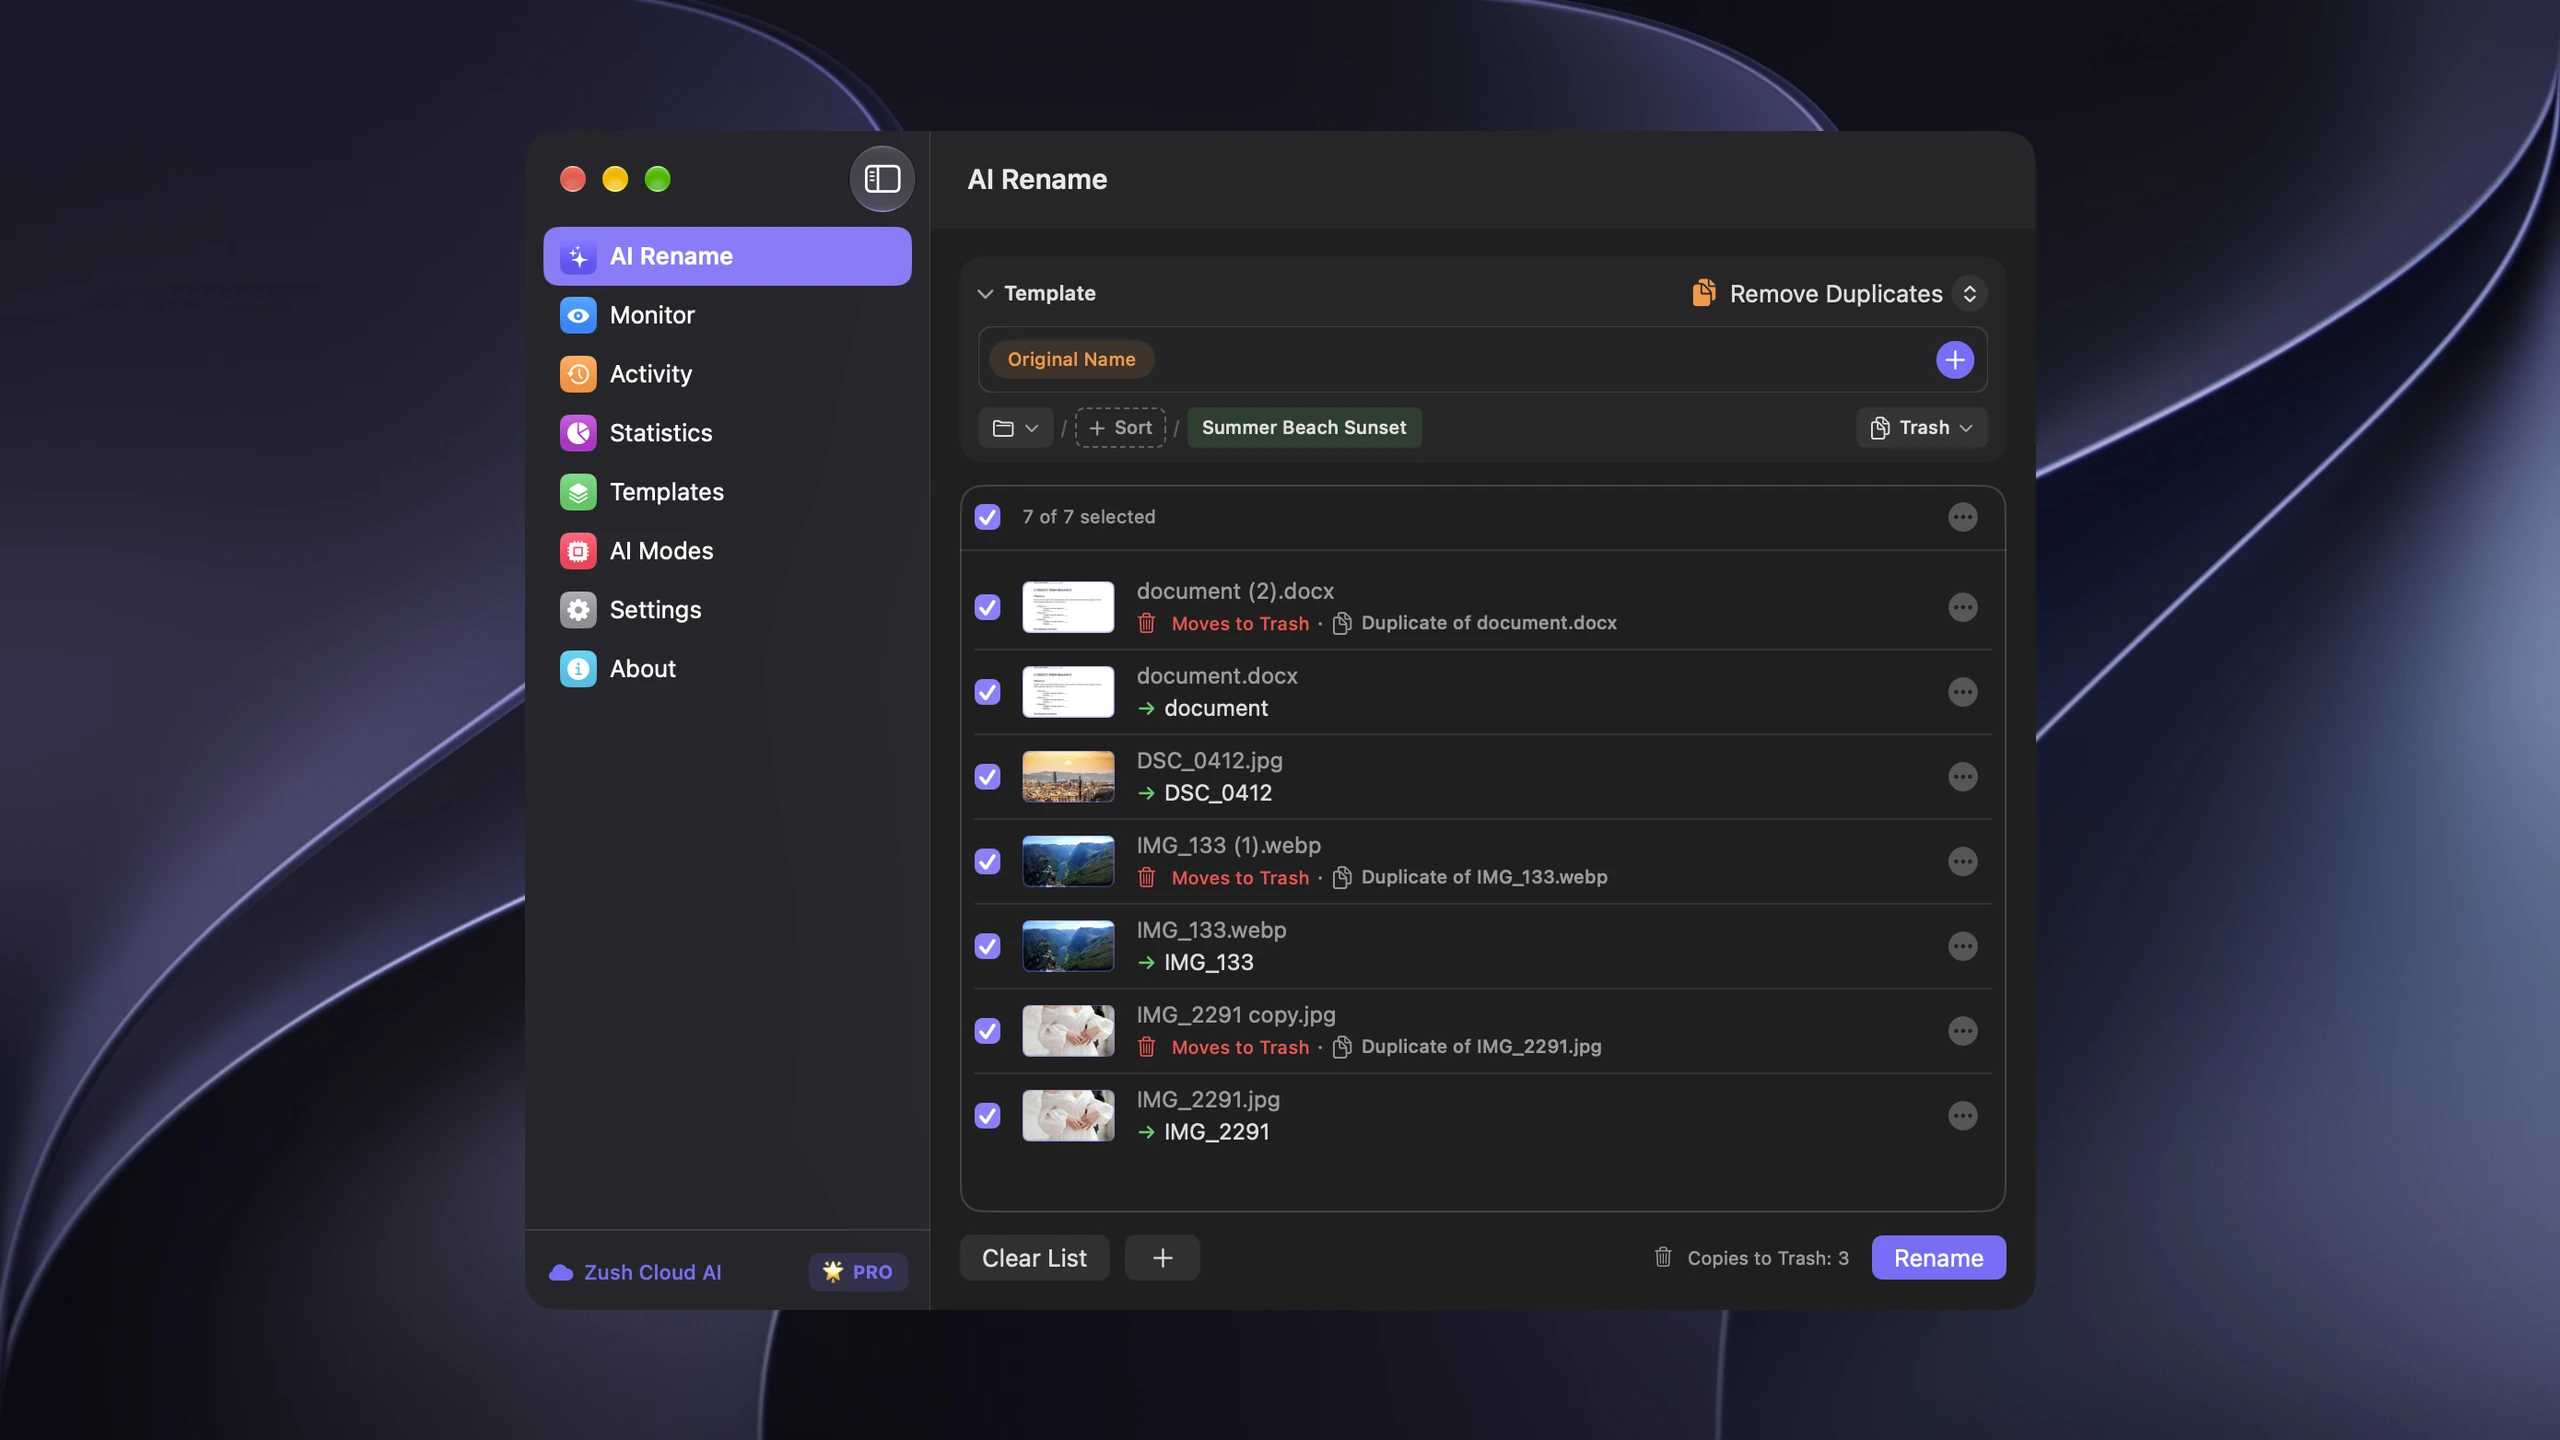 AI Rename
Monitor
Activity
Statistics
Templates
AI Modes
Settings
About
Zush Cloud AI
PRO
AI Rename
Template
Remove Duplicates
Original Name
/
+ Sort
/
Summer Beach Sunset
Trash
7 of 7 selected
document (2).docx
Moves to Trash · Duplicate of document.docx
document.docx
→ document
DSC_0412.jpg
→ DSC_0412
IMG_133 (1).webp
Moves to Trash · Duplicate of IMG_133.webp
IMG_133.webp
→ IMG_133
IMG_2291 copy.jpg
Moves to Trash · Duplicate of IMG_2291.jpg
IMG_2291.jpg
→ IMG_2291
Clear List
+
Copies to Trash: 3
Rename